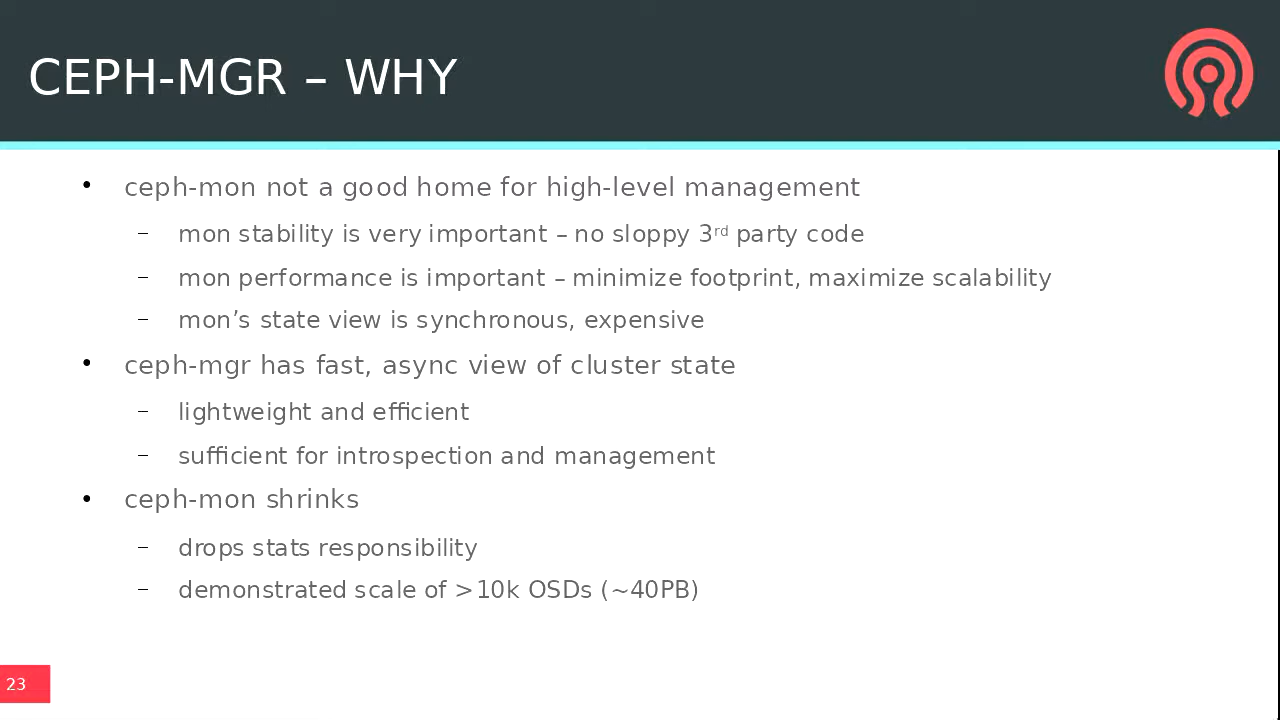 CEPH-MGR – WHY
• ceph-mon not a good home for high-level management
– mon stability is very important – no sloppy 3rd party code
– mon performance is important – minimize footprint, maximize scalability
– mon’s state view is synchronous, expensive
• ceph-mgr has fast, async view of cluster state
– lightweight and efficient
– sufficient for introspection and management
• ceph-mon shrinks
– drops stats responsibility
– demonstrated scale of >10k OSDs (~40PB)
23